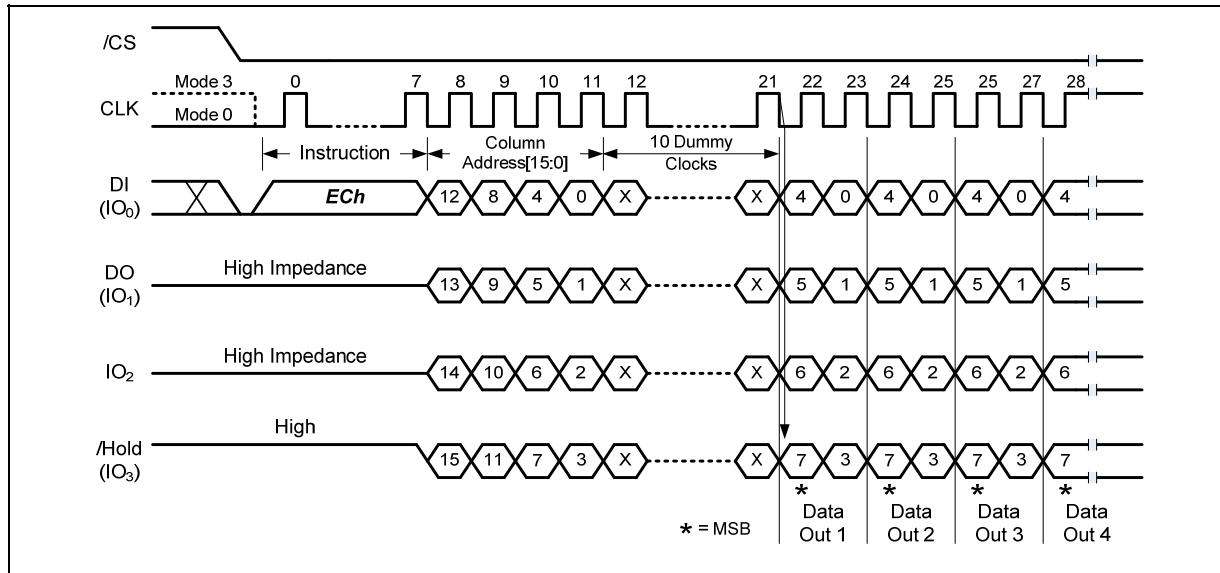 /CS
Mode 3 0 7 8 9 10 11 12 21 22 23 24 25 25 27 28
CLK
Mode 0
Instruction
Column
Address[15:0]
10 Dummy
Clocks
DI
(IO0)
ECh 12 8 4 0 X X 4 0 4 0 4 0 4
High Impedance
DO
(IO1)
13 9 5 1 X X 5 1 5 1 5 1 5
High Impedance
IO2 14 10 6 2 X X 6 2 6 2 6 2 6
High
/Hold
(IO3)
15 11 7 3 X X 7 3 7 3 7 3 7
* * * *
* = MSB
Data
Out 1
Data
Out 2
Data
Out 3
Data
Out 4